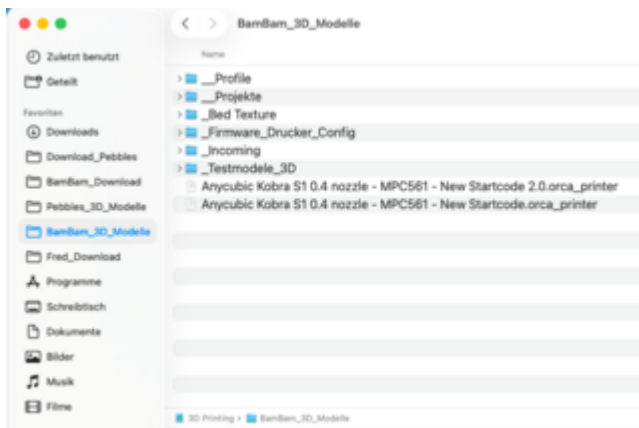 BamBam_3D_Modelle
Zuletzt benutzt
Geteilt
Favoriten
Downloads
Download_Pebbles
BamBam_Download
Pebbles_3D_Modelle
BamBam_3D_Modelle
Fred_Download
Programme
Schreibtisch
Dokumente
Bilder
Musik
Filme
Name
__Profile
__Projekte
_Bed Texture
_Firmware_Drucker_Config
_Incoming
_Testmodele_3D
Anycubic Kobra S1 0.4 nozzle - MPC561 - New Startcode 2.0.orca_printer
Anycubic Kobra S1 0.4 nozzle - MPC561 - New Startcode.orca_printer
3D Printing › BamBam_3D_Modelle